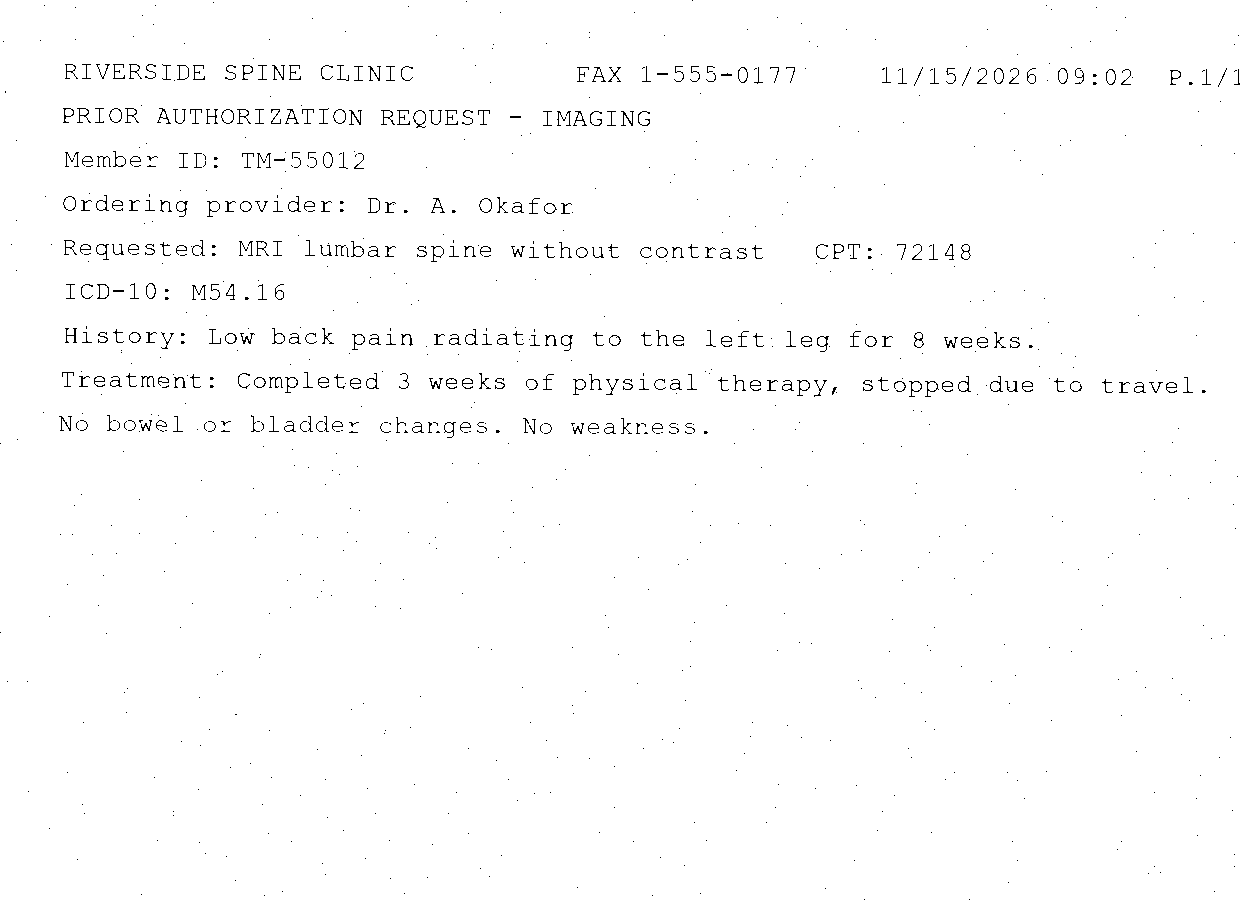 RIVERSIDE SPINE CLINIC FAX 1-555-0177 11/15/2026 09:02 P.1/1
PRIOR AUTHORIZATION REQUEST - IMAGING
Member ID: TM-55012
Ordering provider: Dr. A. Okafor
Requested: MRI lumbar spine without contrast CPT: 72148
ICD-10: M54.16
History: Low back pain radiating to the left leg for 8 weeks.
Treatment: Completed 3 weeks of physical therapy, stopped due to travel.
No bowel or bladder changes. No weakness.